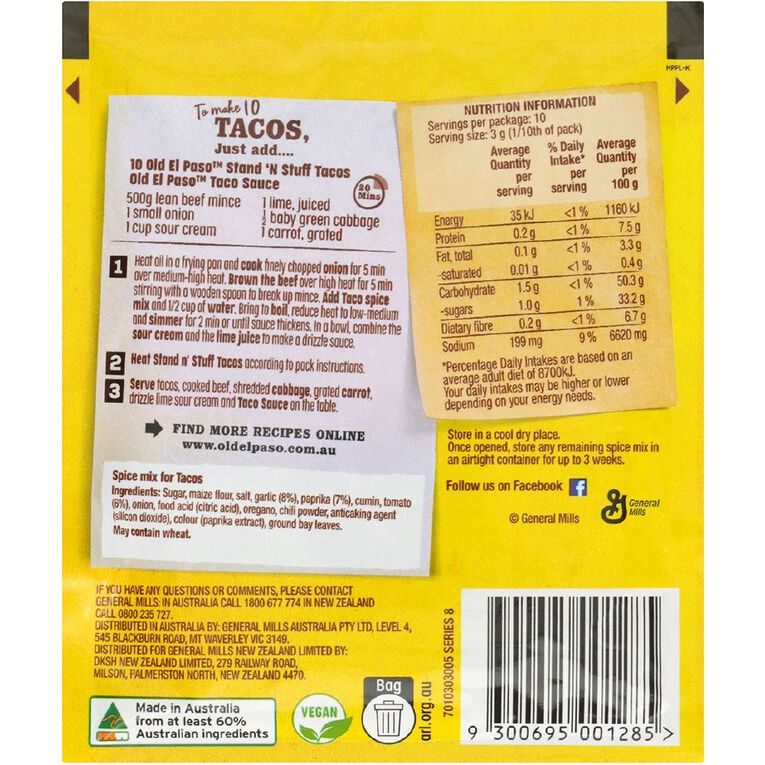 KPPL-K
To make 10
TACOS,
Just add....
10 Old El Paso™ Stand 'N Stuff Tacos
Old El Paso™ Taco Sauce
20 Mins
500g lean beef mince 1 lime, juiced
1 small onion ½ baby green cabbage
1 cup sour cream 1 carrot, grated
1 Heat oil in a frying pan and cook finely chopped onion for 5 min
over medium-high heat. Brown the beef over high heat for 5 min
stirring with a wooden spoon to break up mince. Add Taco spice
mix and 1/2 cup of water. Bring to boil, reduce heat to low-medium
and simmer for 2 min or until sauce thickens. In a bowl, combine the
sour cream and the lime juice to make a drizzle sauce.
2 Heat Stand n' Stuff Tacos according to pack instructions.
3 Serve tacos, cooked beef, shredded cabbage, grated carrot,
drizzle lime sour cream and Taco Sauce on the table.
FIND MORE RECIPES ONLINE
www.oldelpaso.com.au
Spice mix for Tacos
Ingredients: Sugar, maize flour, salt, garlic (8%), paprika (7%), cumin, tomato
(6%), onion, food acid (citric acid), oregano, chili powder, anticaking agent
(silicon dioxide), colour (paprika extract), ground bay leaves.
May contain wheat.
NUTRITION INFORMATION
Servings per package: 10
Serving size: 3 g (1/10th of pack)
Average Quantity per serving % Daily Intake* per serving Average Quantity per 100 g
Energy 35 kJ <1 % 1160 kJ
Protein 0.2 g <1 % 7.5 g
Fat, total 0.1 g <1 % 3.3 g
-saturated 0.01 g <1 % 0.4 g
Carbohydrate 1.5 g <1 % 50.3 g
-sugars 1.0 g 1 % 33.2 g
Dietary fibre 0.2 g <1 % 6.7 g
Sodium 199 mg 9 % 6620 mg
*Percentage Daily Intakes are based on an
average adult diet of 8700kJ.
Your daily intakes may be higher or lower
depending on your energy needs.
Store in a cool dry place.
Once opened, store any remaining spice mix in
an airtight container for up to 3 weeks.
Follow us on Facebook f
© General Mills
General
Mills
IF YOU HAVE ANY QUESTIONS OR COMMENTS, PLEASE CONTACT
GENERAL MILLS: IN AUSTRALIA CALL 1800 677 774 IN NEW ZEALAND
CALL 0800 235 727.
DISTRIBUTED IN AUSTRALIA BY: GENERAL MILLS AUSTRALIA PTY LTD, LEVEL 4,
545 BLACKBURN ROAD, MT WAVERLEY VIC 3149.
DISTRIBUTED FOR GENERAL MILLS NEW ZEALAND LIMITED BY:
DKSH NEW ZEALAND LIMITED, 279 RAILWAY ROAD,
MILSON, PALMERSTON NORTH, NEW ZEALAND 4470.
Made in Australia
from at least 60%
Australian ingredients
VEGAN
Bag
arl.org.au
7010303005 SERIES 8
9 300695 001285 >